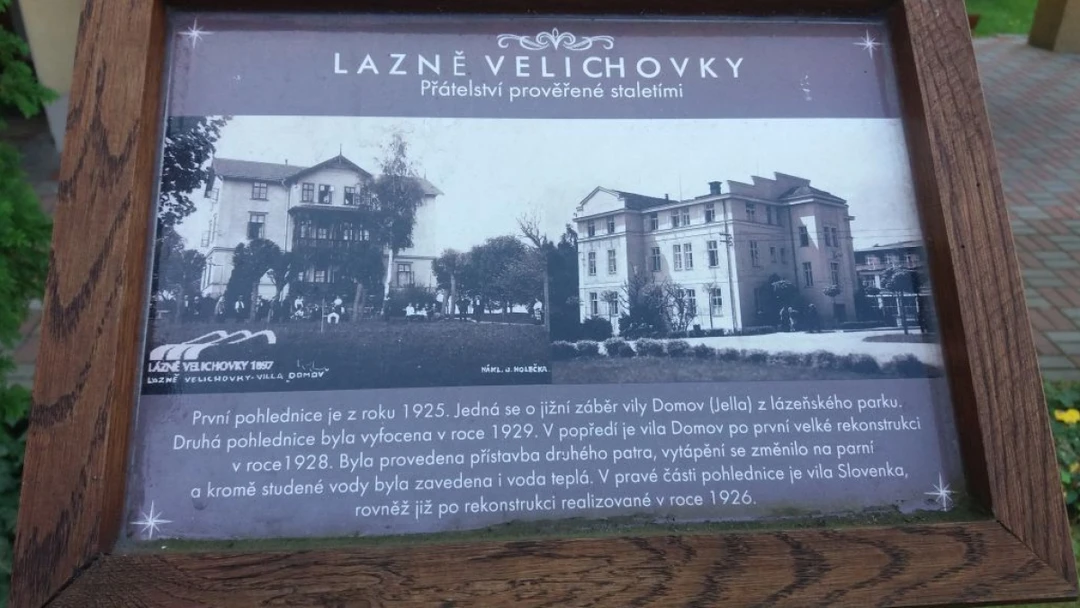 LAZNĚ VELICHOVKY
Přátelství prověřené staletími
LÁZNĚ VELICHOVKY 1897
LAZNĚ VELICHOVKY - VILLA DOMOV
NÁKL. J. HOLEČKA.
První pohlednice je z roku 1925. Jedná se o jižní záběr vily Domov (Jella) z lázeňského parku.
Druhá pohlednice byla vyfocena v roce 1929. V popředí je vila Domov po první velké rekonstrukci
v roce1928. Byla provedena přístavba druhého patra, vytápění se změnilo na parní
a kromě studené vody byla zavedena i voda teplá. V pravé části pohlednice je vila Slovenka,
rovněž již po rekonstrukci realizované v roce 1926.